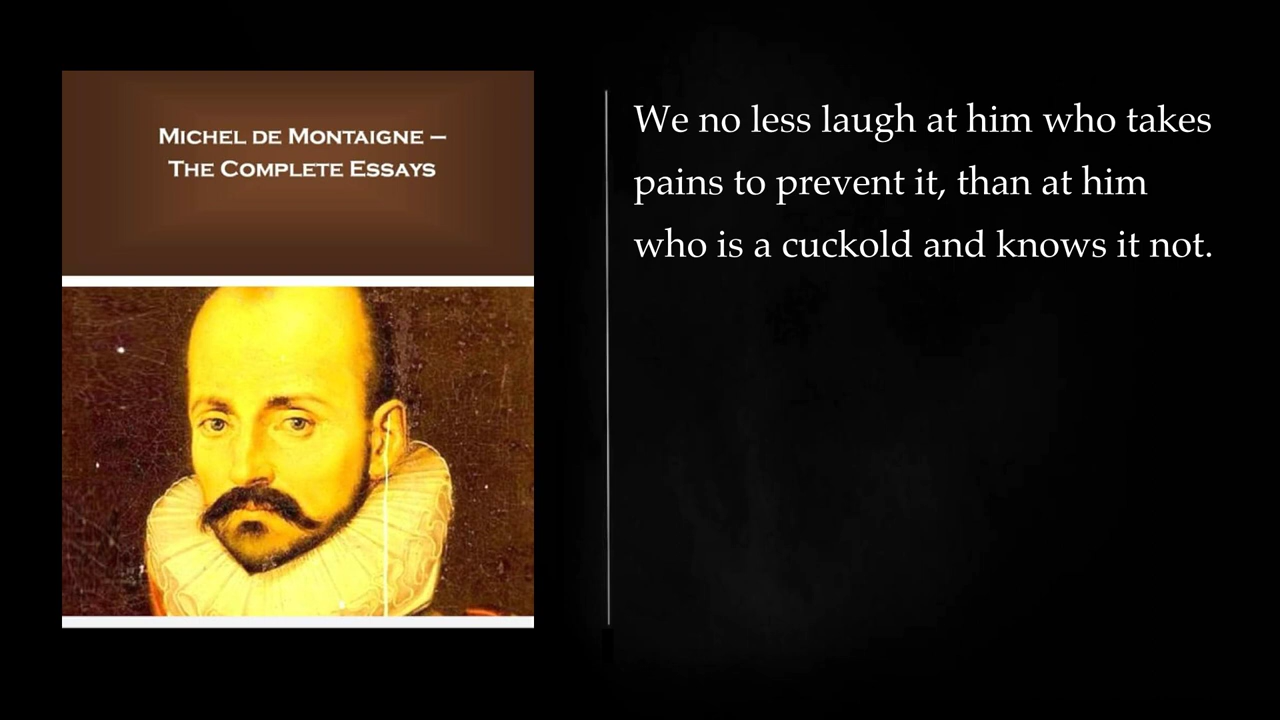 MICHEL DE MONTAIGNE –
THE COMPLETE ESSAYS
We no less laugh at him who takes
pains to prevent it, than at him
who is a cuckold and knows it not.